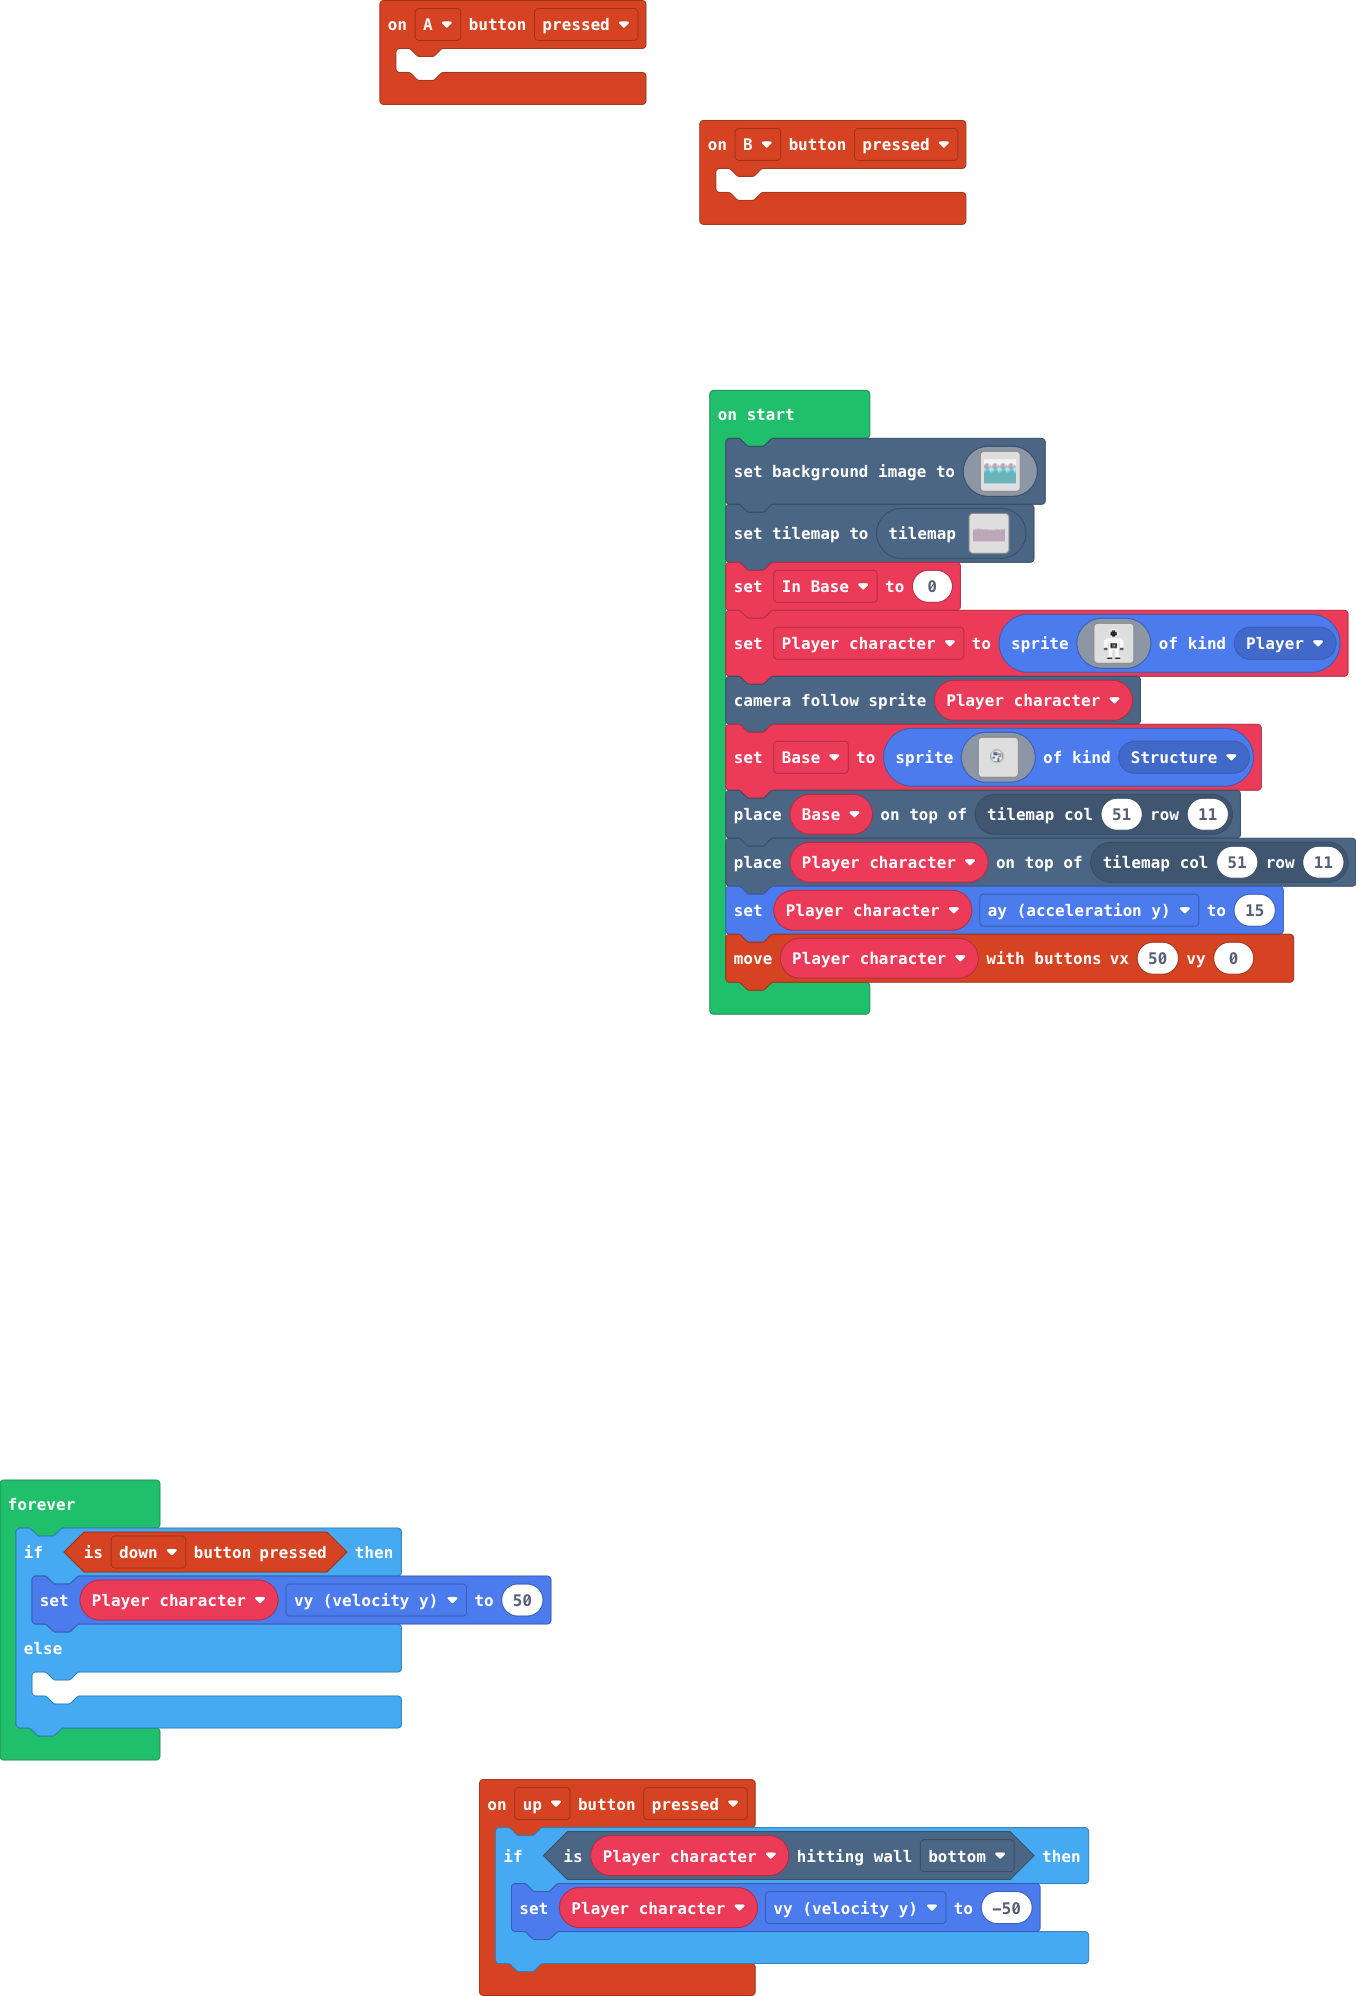 on A button pressed
on B button pressed
on start
set background image to
set tilemap to tilemap
set In Base to 0
set Player character to sprite of kind Player
camera follow sprite Player character
set Base to sprite of kind Structure
place Base on top of tilemap col 51 row 11
place Player character on top of tilemap col 51 row 11
set Player character ay (acceleration y) to 15
move Player character with buttons vx 50 vy 0
forever
if is down button pressed then
set Player character vy (velocity y) to 50
else
on up button pressed
if is Player character hitting wall bottom then
set Player character vy (velocity y) to -50